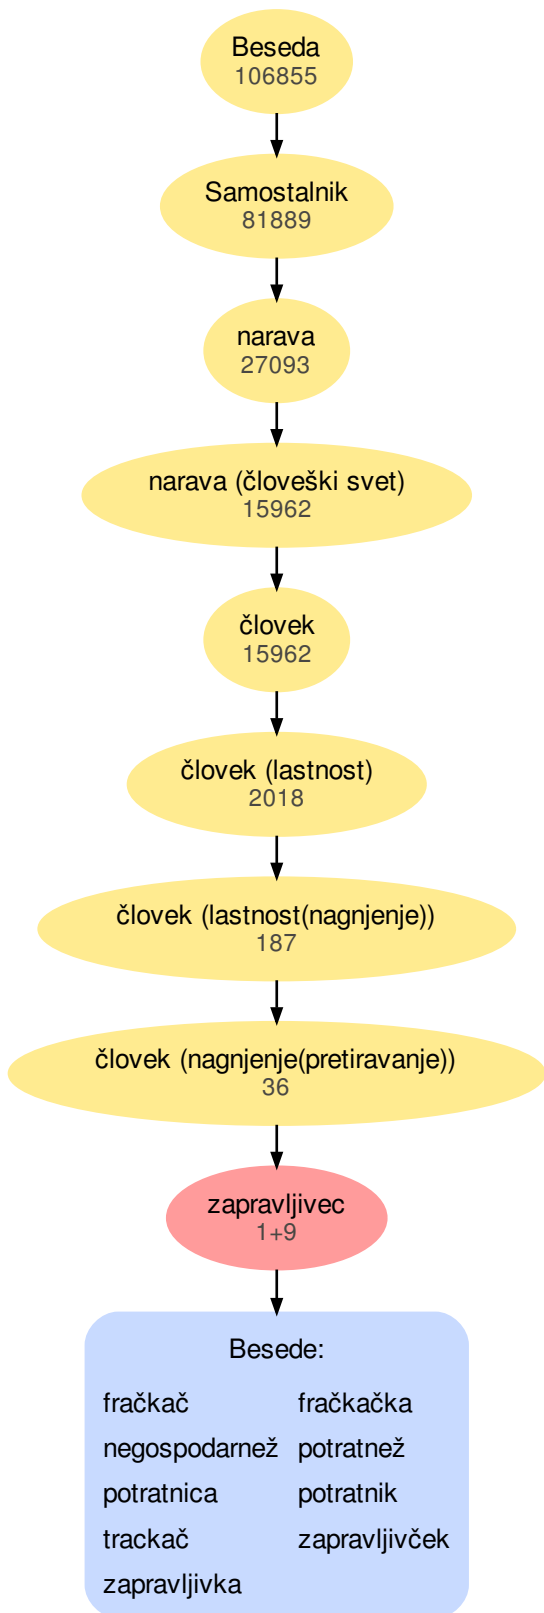 Beseda
106855
Samostalnik
81889
narava
27093
narava (človeški svet)
15962
človek
15962
človek (lastnost)
2018
človek (lastnost(nagnjenje))
187
človek (nagnjenje(pretiravanje))
36
zapravljivec
1+9
Besede:
fračkač fračkačka
negospodarnež potratnež
potratnica potratnik
trackač zapravljivček
zapravljivka